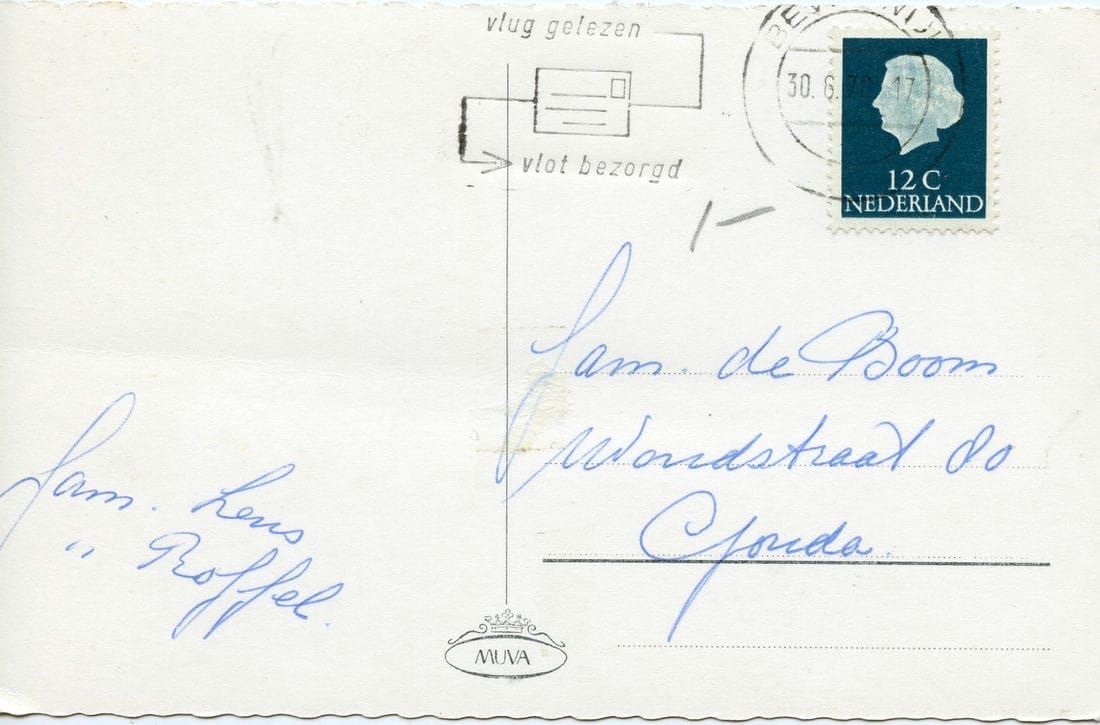 vlug gelezen
vlot bezorgd
30. 6. 70 17
12 C
NEDERLAND
Fam. de Boom
Wondstraat 80
Gouda.
Fam. Lens
" Roffel.
MUVA